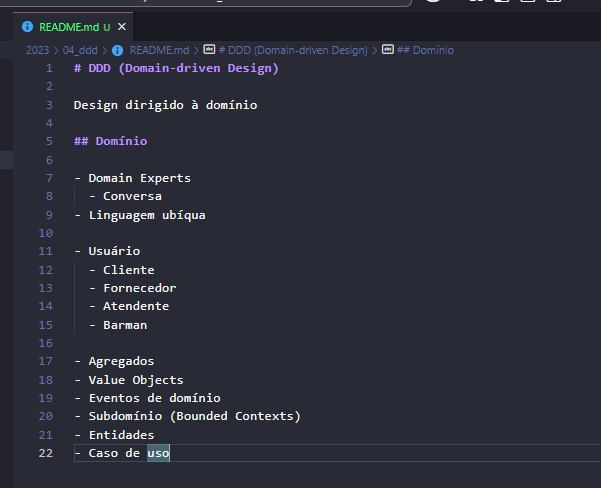 README.md U ×
2023 > 04_ddd > README.md > # DDD (Domain-driven Design) > ## Domínio
1 # DDD (Domain-driven Design)
2
3 Design dirigido à domínio
4
5 ## Domínio
6
7 - Domain Experts
8 - Conversa
9 - Linguagem ubíqua
10
11 - Usuário
12 - Cliente
13 - Fornecedor
14 - Atendente
15 - Barman
16
17 - Agregados
18 - Value Objects
19 - Eventos de domínio
20 - Subdomínio (Bounded Contexts)
21 - Entidades
22 - Caso de uso